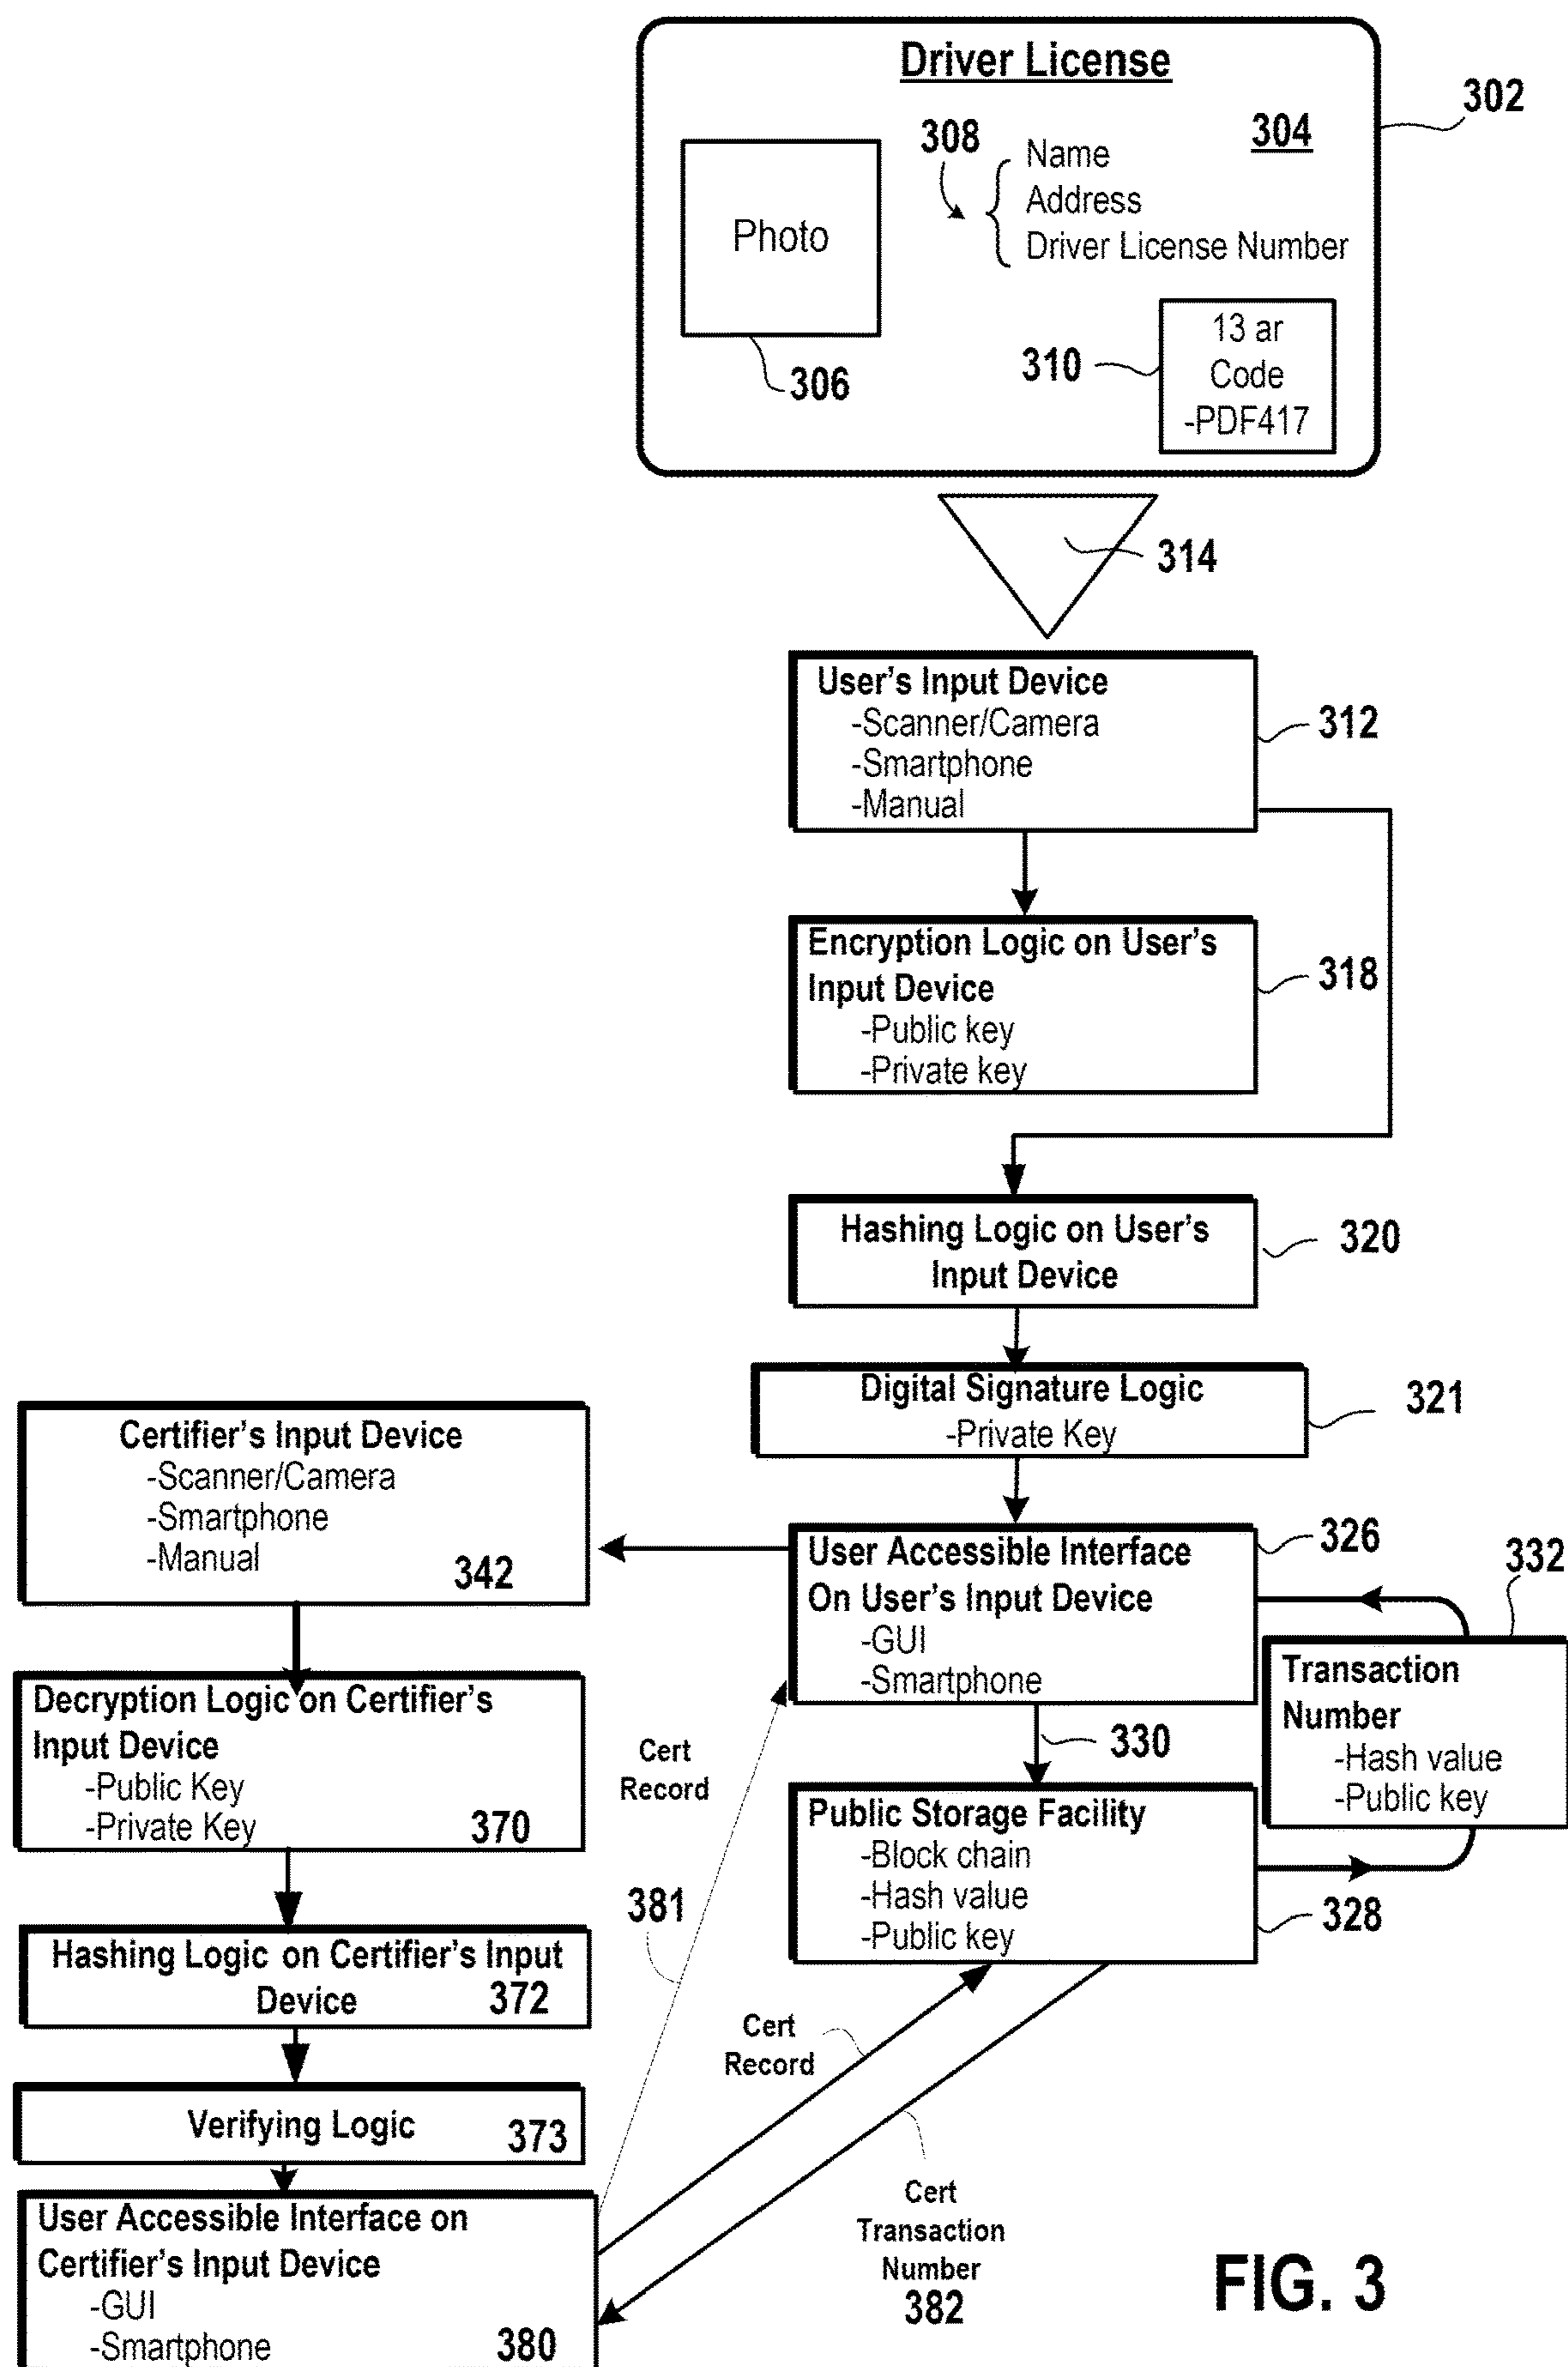 Driver License
302
304
308
Name
Address
Driver License Number
Photo
306
310
13 ar
Code
-PDF417
314
User's Input Device
-Scanner/Camera
-Smartphone
-Manual
312
Encryption Logic on User's
Input Device
-Public key
-Private key
318
Hashing Logic on User's
Input Device
320
Digital Signature Logic
-Private Key
321
Certifier's Input Device
-Scanner/Camera
-Smartphone
-Manual
342
User Accessible Interface
On User's Input Device
-GUI
-Smartphone
326
332
Transaction
Number
-Hash value
-Public key
330
Decryption Logic on Certifier's
Input Device
-Public Key
-Private Key
370
Cert
Record
381
Public Storage Facility
-Block chain
-Hash value
-Public key
328
Hashing Logic on Certifier's Input
Device
372
Cert
Record
Verifying Logic
373
Cert
Transaction
Number
382
User Accessible Interface on
Certifier's Input Device
-GUI
-Smartphone
380
FIG. 3